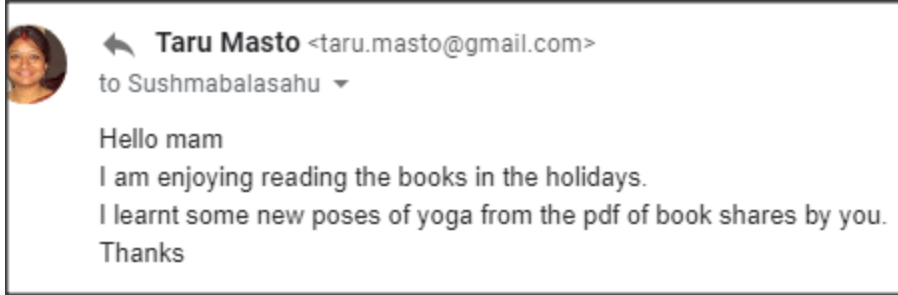 Taru Masto <taru.masto@gmail.com>
to Sushmabalasahu
Hello mam
I am enjoying reading the books in the holidays.
I learnt some new poses of yoga from the pdf of book shares by you.
Thanks